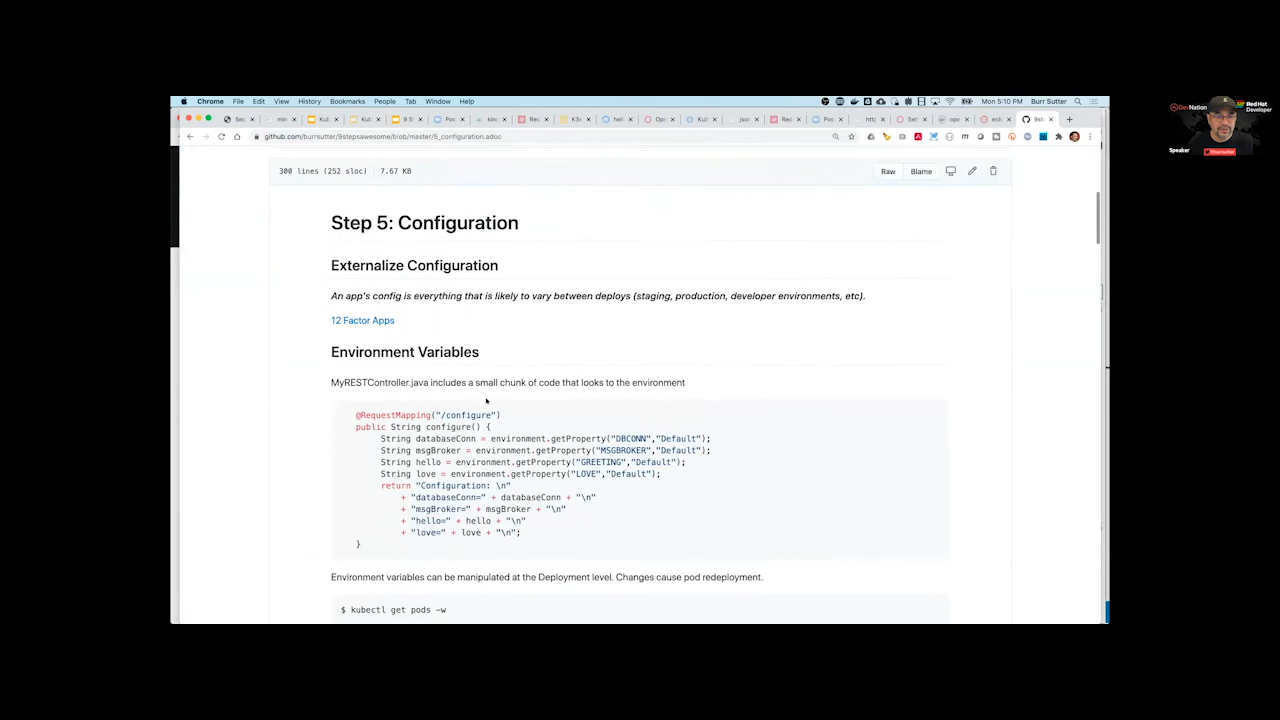 Chrome File Edit View History Bookmarks People Tab Window Help
Mon 5:10 PM Burr Sutter
github.com/burrsutter/9stepsawesome/blob/master/5_configuration.adoc
300 lines (252 sloc) 7.67 KB
Raw Blame
Step 5: Configuration
Externalize Configuration
An app's config is everything that is likely to vary between deploys (staging, production, developer environments, etc).
12 Factor Apps
Environment Variables
MyRESTController.java includes a small chunk of code that looks to the environment
@RequestMapping("/configure")
public String configure() {
String databaseConn = environment.getProperty("DBCONN","Default");
String msgBroker = environment.getProperty("MSGBROKER","Default");
String hello = environment.getProperty("GREETING","Default");
String love = environment.getProperty("LOVE","Default");
return "Configuration: \n"
+ "databaseConn=" + databaseConn + "\n"
+ "msgBroker=" + msgBroker + "\n"
+ "hello=" + hello + "\n"
+ "love=" + love + "\n";
}
Environment variables can be manipulated at the Deployment level. Changes cause pod redeployment.
$ kubectl get pods -w
DevNation
Red Hat
Developer
Speaker